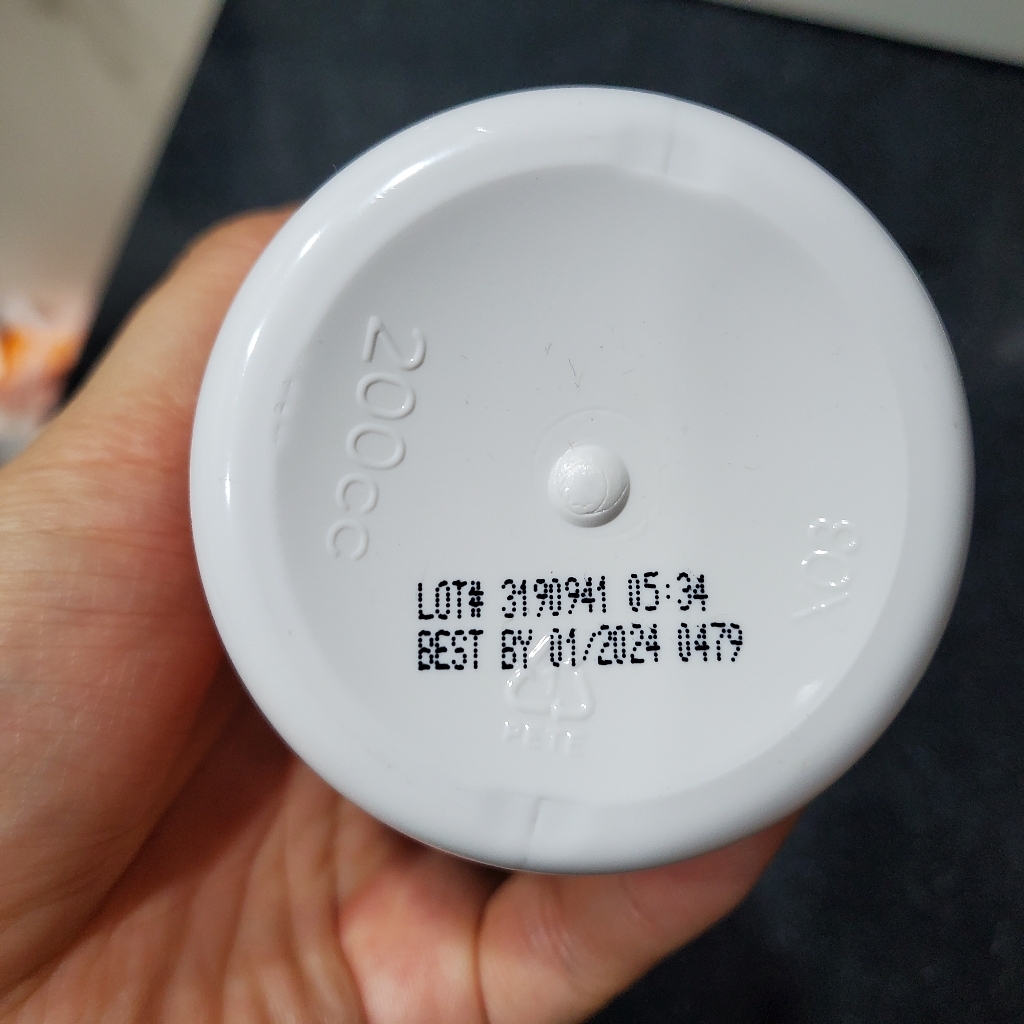 200cc
LOT# 3190941 05:34
BEST BY 01/2024 0479
PETE